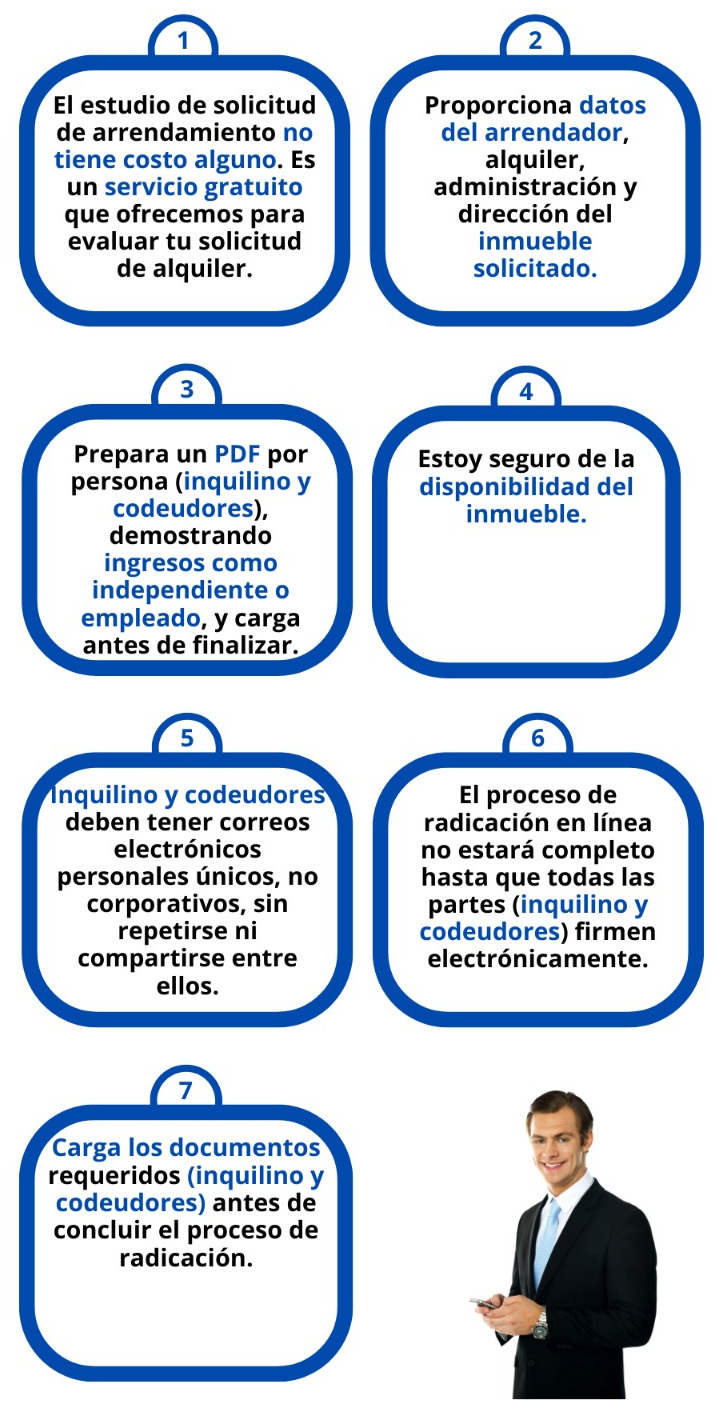 1
El estudio de solicitud
de arrendamiento no
tiene costo alguno. Es
un servicio gratuito
que ofrecemos para
evaluar tu solicitud
de alquiler.
2
Proporciona datos
del arrendador,
alquiler,
administración y
dirección del
inmueble
solicitado.
3
Prepara un PDF por
persona (inquilino y
codeudores),
demostrando
ingresos como
independiente o
empleado, y carga
antes de finalizar.
4
Estoy seguro de la
disponibilidad del
inmueble.
5
Inquilino y codeudores
deben tener correos
electrónicos
personales únicos, no
corporativos, sin
repetirse ni
compartirse entre
ellos.
6
El proceso de
radicación en línea
no estará completo
hasta que todas las
partes (inquilino y
codeudores) firmen
electrónicamente.
7
Carga los documentos
requeridos (inquilino y
codeudores) antes de
concluir el proceso de
radicación.